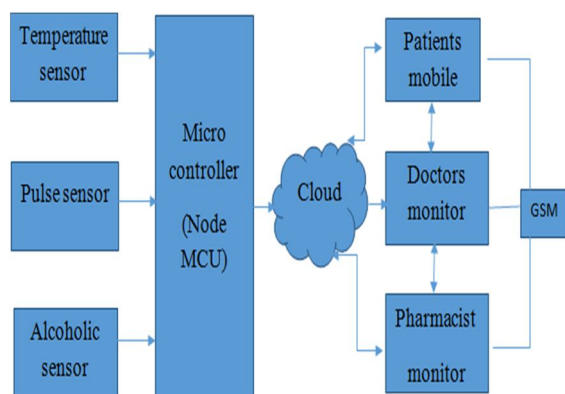 Temperature
sensor
Pulse sensor
Alcoholic
sensor
Micro
controller
(Node
MCU)
Cloud
Patients
mobile
Doctors
monitor
Pharmacist
monitor
GSM